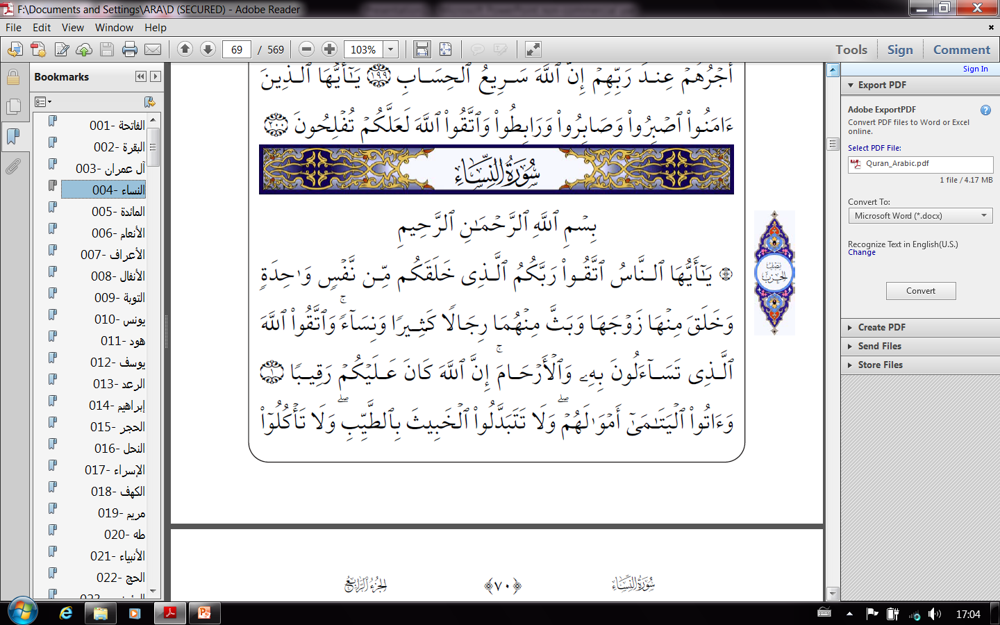 F:\Documents and Settings\ARA\D (SECURED) - Adobe Reader
File Edit View Window Help
69 / 569 103% Tools Sign Comment
Bookmarks
الفاتحة -001
البقرة -002
آل عمران -003
النساء -004
المائدة -005
الأنعام -006
الأعراف -007
الأنفال -008
التوبة -009
يونس -010
هود -011
يوسف -012
الرعد -013
إبراهيم -014
الحجر -015
النحل -016
الإسراء -017
الكهف -018
مريم -019
طه -020
الأنبياء -021
الحج -022
أَجْرُهُمْ عِندَ رَبِّهِمْ إِنَّ ٱللَّهَ سَرِيعُ ٱلْحِسَابِ ١٩٩ يَـٰٓأَيُّهَا ٱلَّذِينَ
ءَامَنُوا۟ ٱصْبِرُوا۟ وَصَابِرُوا۟ وَرَابِطُوا۟ وَٱتَّقُوا۟ ٱللَّهَ لَعَلَّكُمْ تُفْلِحُونَ ٢٠٠
سُورَةُ النِّسَاءِ
بِسْمِ ٱللَّهِ ٱلرَّحْمَـٰنِ ٱلرَّحِيمِ
۞ يَـٰٓأَيُّهَا ٱلنَّاسُ ٱتَّقُوا۟ رَبَّكُمُ ٱلَّذِى خَلَقَكُم مِّن نَّفْسٍ وَٰحِدَةٍ
وَخَلَقَ مِنْهَا زَوْجَهَا وَبَثَّ مِنْهُمَا رِجَالًا كَثِيرًا وَنِسَآءً ۚ وَٱتَّقُوا۟ ٱللَّهَ
ٱلَّذِى تَسَآءَلُونَ بِهِۦ وَٱلْأَرْحَامَ ۚ إِنَّ ٱللَّهَ كَانَ عَلَيْكُمْ رَقِيبًا ١
وَءَاتُوا۟ ٱلْيَتَـٰمَىٰٓ أَمْوَٰلَهُمْ ۖ وَلَا تَتَبَدَّلُوا۟ ٱلْخَبِيثَ بِٱلطَّيِّبِ ۖ وَلَا تَأْكُلُوٓا۟
نِصْفُ
الحِزْبِ
سُورَةُ النِّسَاءِ ﴿٧٠﴾ الجُزْءُ الرَّابِعُ
Sign In
Export PDF
Adobe ExportPDF
Convert PDF files to Word or Excel
online.
Select PDF File:
Quran_Arabic.pdf
1 file / 4.17 MB
Convert To:
Microsoft Word (*.docx)
Recognize Text in English(U.S.)
Change
Convert
Create PDF
Send Files
Store Files
17:04